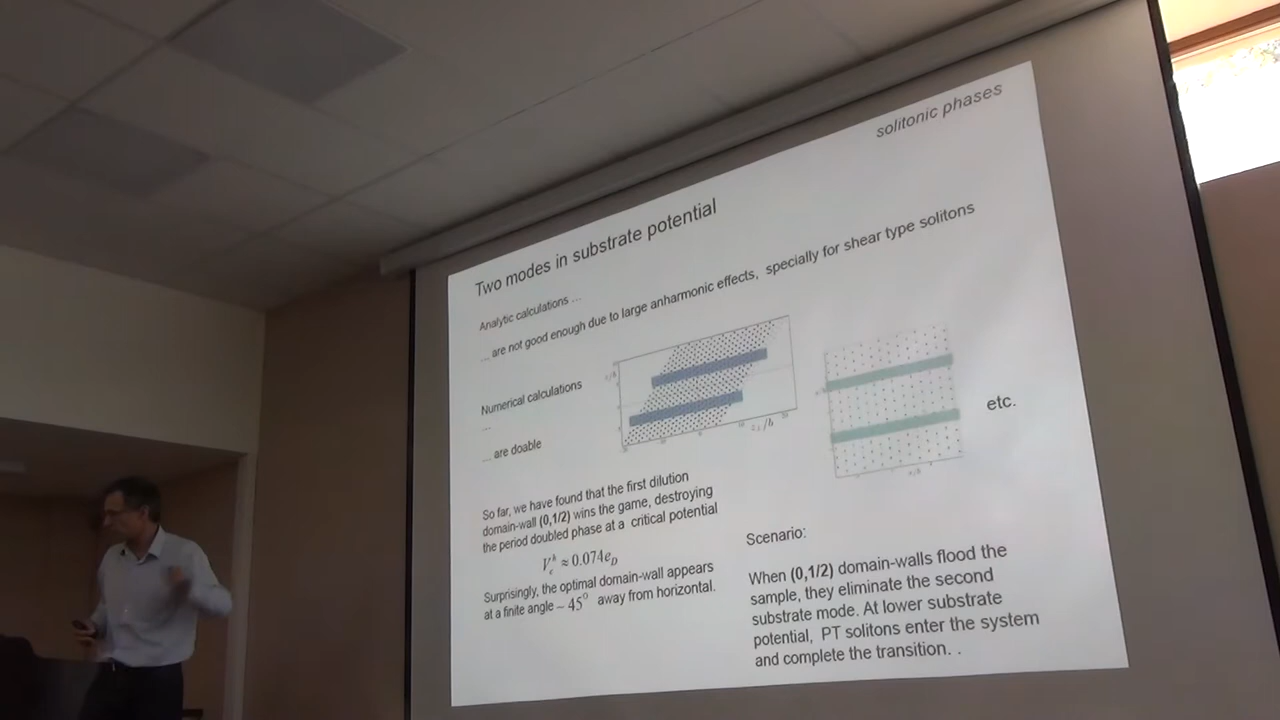 solitonic phases
Two modes in substrate potential
Analytic calculations ...
... are not good enough due to large anharmonic effects, specially for shear type solitons
Numerical calculations
...
... are doable
etc.
So far, we have found that the first dilution
domain-wall (0,1/2) wins the game, destroying
the period doubled phase at a critical potential
V_c^h ≈ 0.074e_D
Surprisingly, the optimal domain-wall appears
at a finite angle ~ 45° away from horizontal.
Scenario:
When (0,1/2) domain-walls flood the
sample, they eliminate the second
substrate mode. At lower substrate
potential, PT solitons enter the system
and complete the transition. .